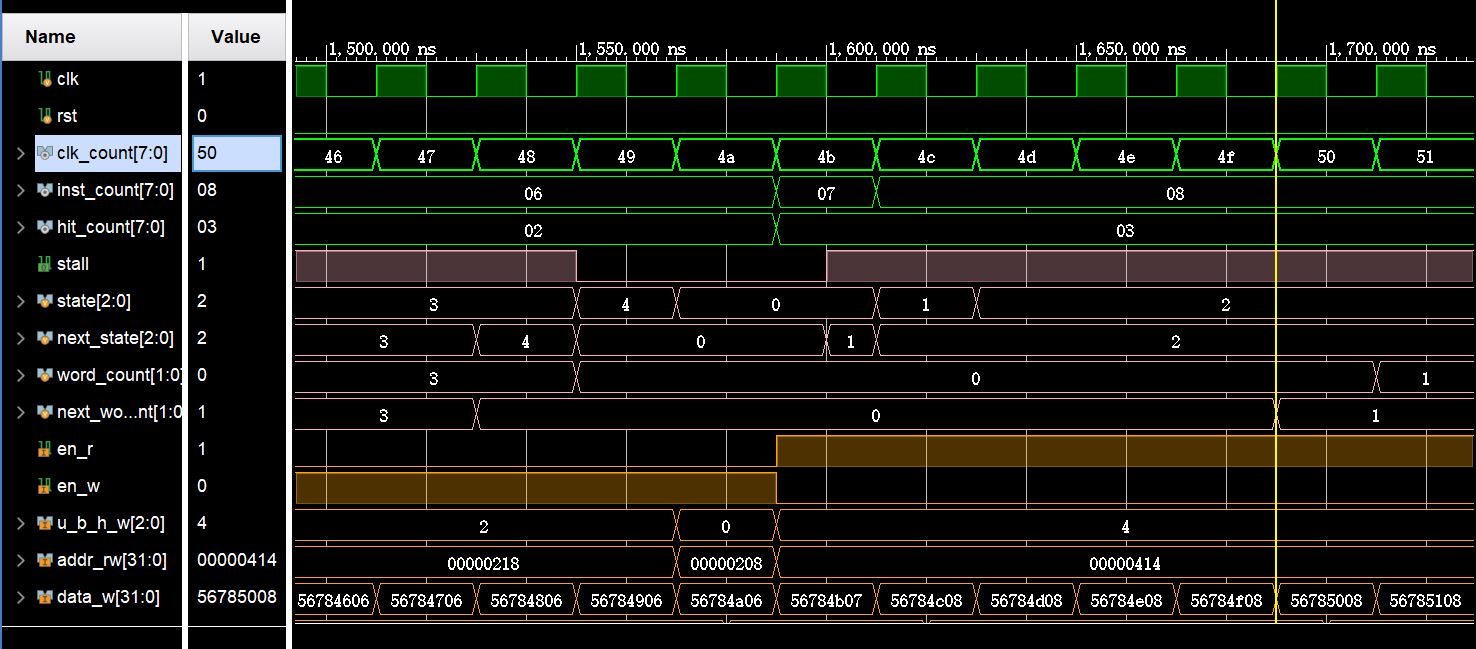 Name Value
1,500.000 ns 1,550.000 ns 1,600.000 ns 1,650.000 ns 1,700.000 ns
clk 1
rst 0
clk_count[7:0] 50 46 47 48 49 4a 4b 4c 4d 4e 4f 50 51
inst_count[7:0] 08 06 07 08
hit_count[7:0] 03 02 03
stall 1
state[2:0] 2 3 4 0 1 2
next_state[2:0] 2 3 4 0 1 2
word_count[1:0] 0 3 0 1
next_wo...nt[1:0 1 3 0 1
en_r 1
en_w 0
u_b_h_w[2:0] 4 2 0 4
addr_rw[31:0] 00000414 00000218 00000208 00000414
data_w[31:0] 56785008 56784606 56784706 56784806 56784906 56784a06 56784b07 56784c08 56784d08 56784e08 56784f08 56785008 56785108